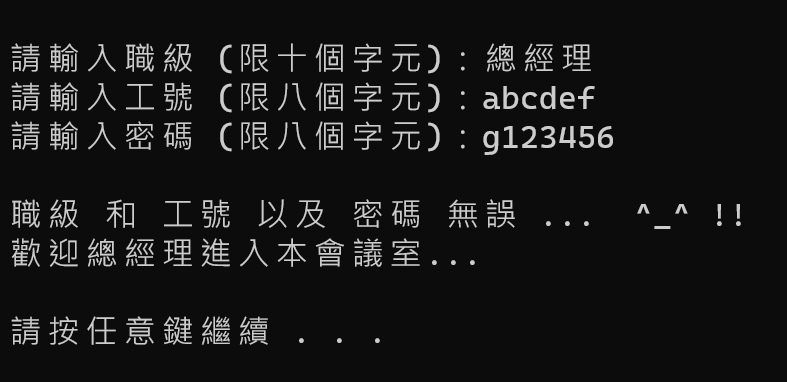 請輸入職級 (限十個字元)：總經理
請輸入工號 (限八個字元)：abcdef
請輸入密碼 (限八個字元)：g123456
職級 和 工號 以及 密碼 無誤 ...  ^_^ !!
歡迎總經理進入本會議室...
請按任意鍵繼續 . . .